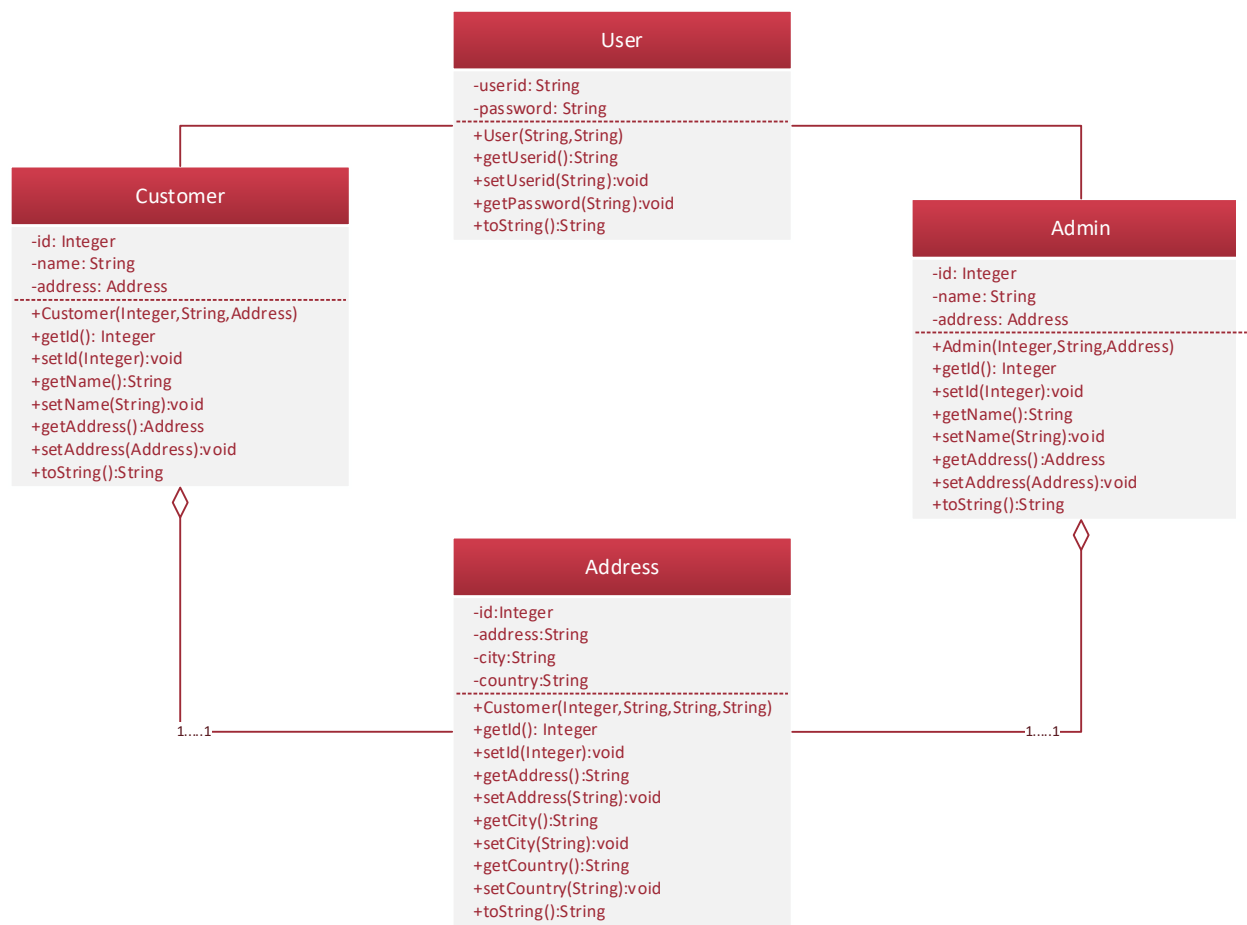 User
-userid: String
-password: String
+User(String,String)
+getUserid():String
+setUserid(String):void
+getPassword(String):void
+toString():String
Customer
-id: Integer
-name: String
-address: Address
+Customer(Integer,String,Address)
+getId(): Integer
+setId(Integer):void
+getName():String
+setName(String):void
+getAddress():Address
+setAddress(Address):void
+toString():String
Admin
-id: Integer
-name: String
-address: Address
+Admin(Integer,String,Address)
+getId(): Integer
+setId(Integer):void
+getName():String
+setName(String):void
+getAddress():Address
+setAddress(Address):void
+toString():String
Address
-id:Integer
-address:String
-city:String
-country:String
+Customer(Integer,String,String,String)
+getId(): Integer
+setId(Integer):void
+getAddress():String
+setAddress(String):void
+getCity():String
+setCity(String):void
+getCountry():String
+setCountry(String):void
+toString():String
1.....1
1.....1